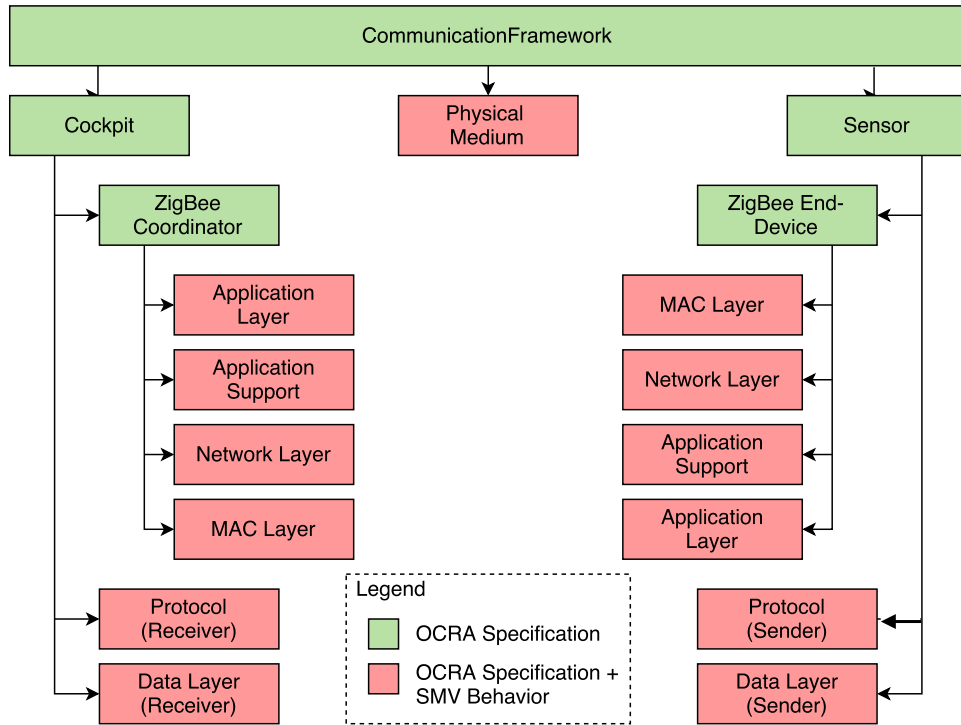 CommunicationFramework
Cockpit
Physical
Medium
Sensor
ZigBee
Coordinator
ZigBee End-
Device
Application
Layer
MAC Layer
Application
Support
Network Layer
Network Layer
Application
Support
MAC Layer
Application
Layer
Protocol
(Receiver)
Legend
OCRA Specification
OCRA Specification +
SMV Behavior
Protocol
(Sender)
Data Layer
(Receiver)
Data Layer
(Sender)